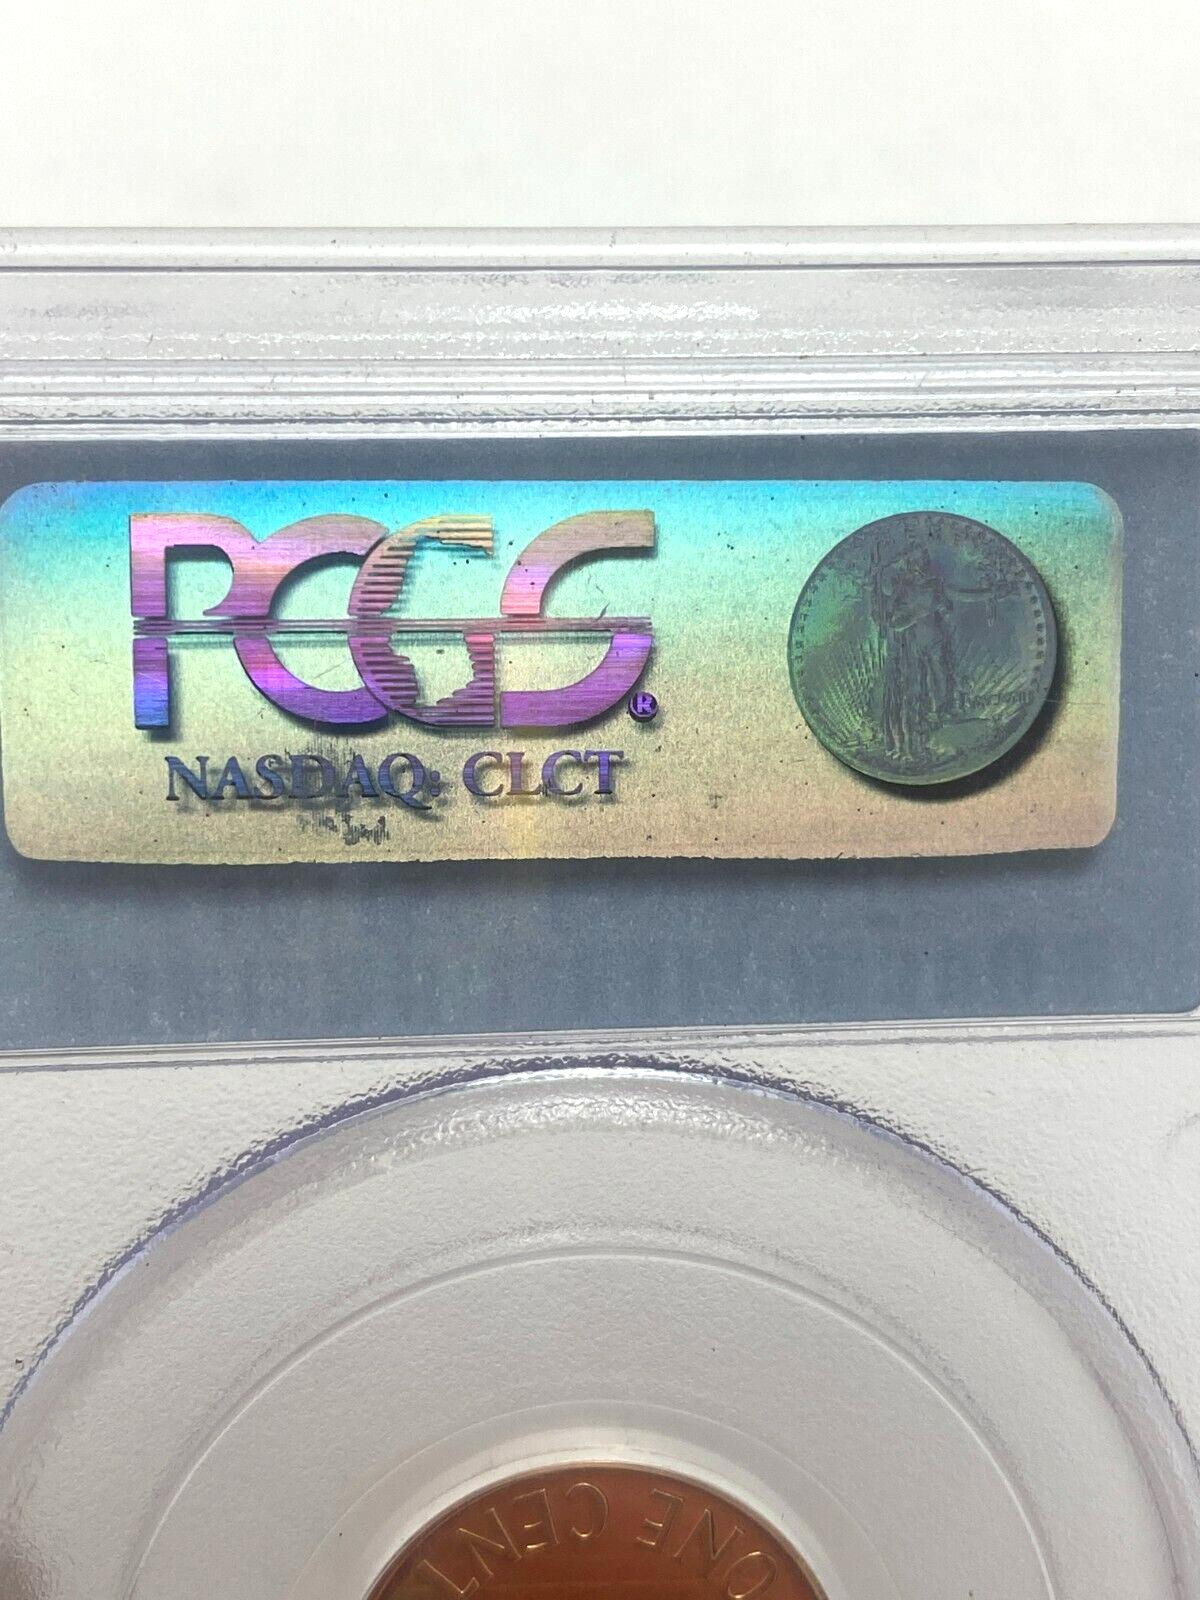 PCGS®
NASDAQ: CLCT
ONE CENT